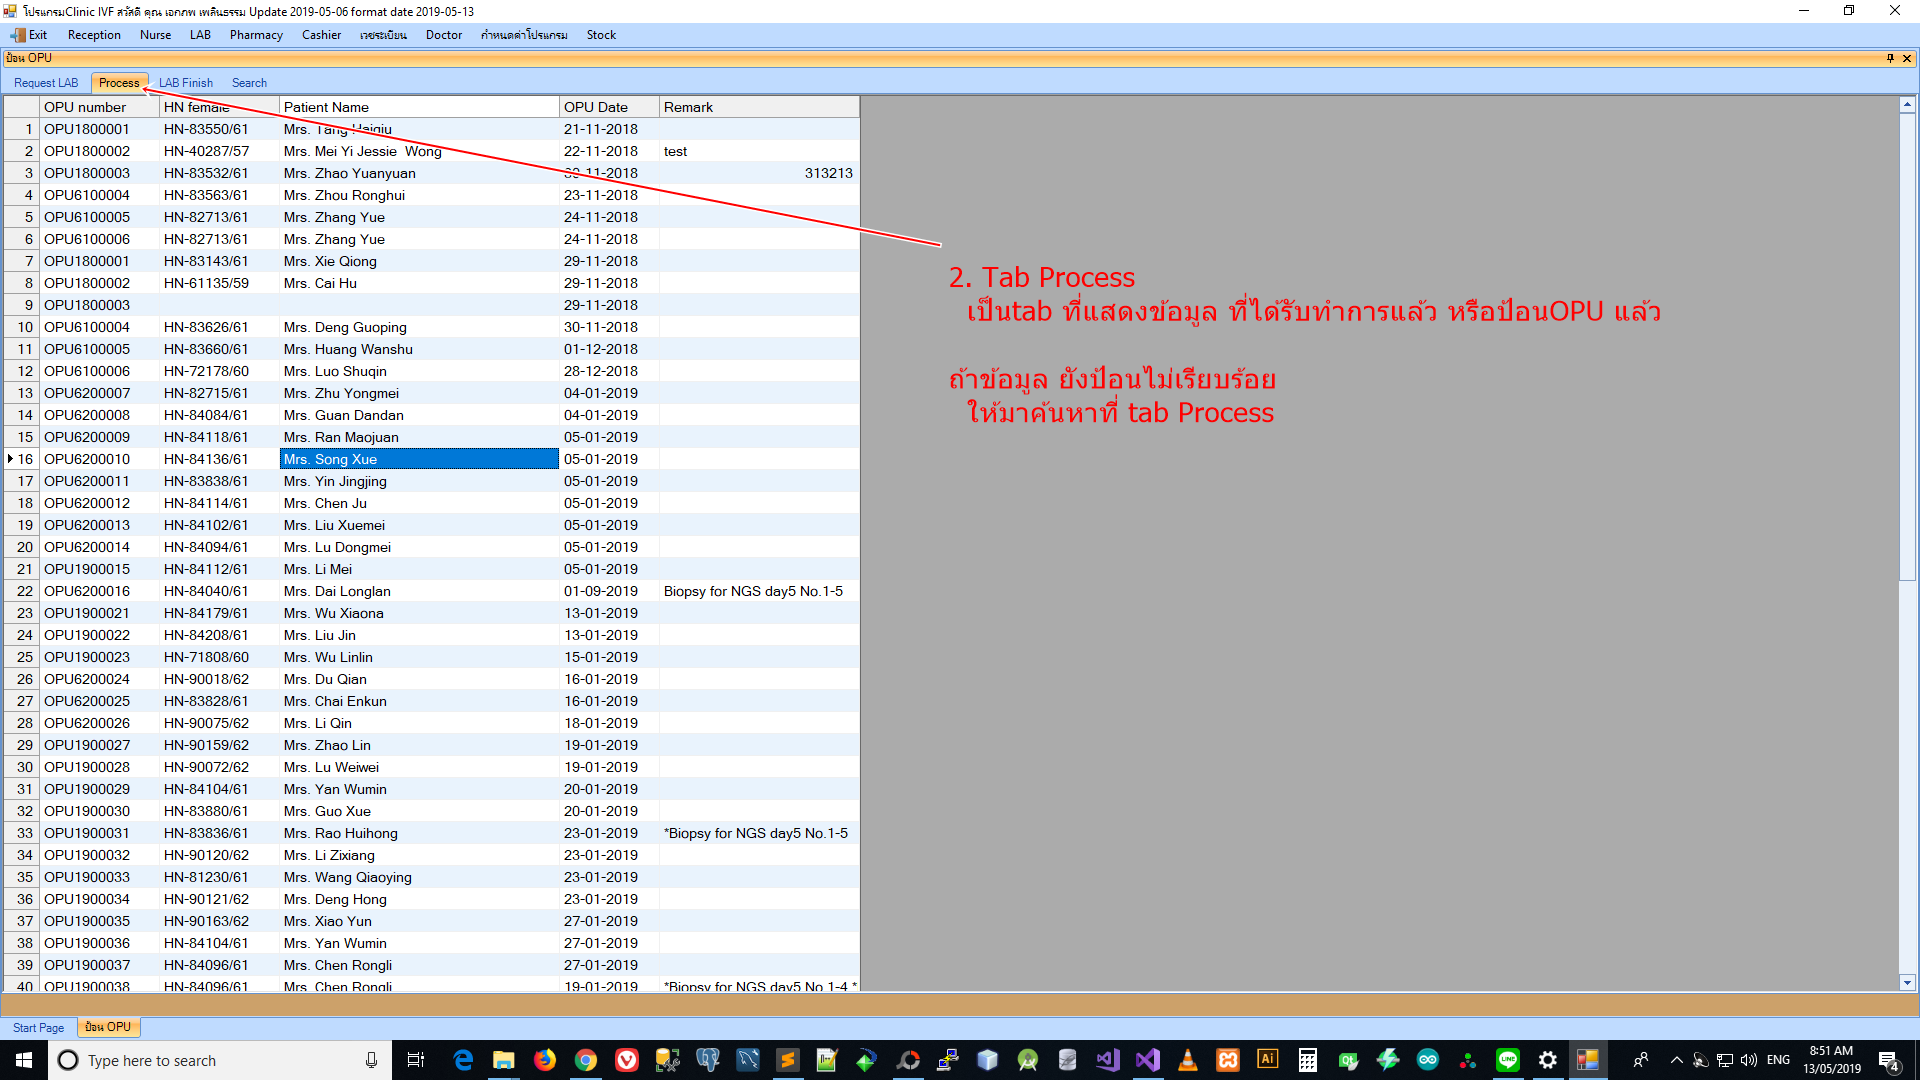 โปรแกรมClinic IVF สวัสดี คุณ เอกภพ เพลินธรรม Update 2019-05-06 format date 2019-05-13
Exit Reception Nurse LAB Pharmacy Cashier เวชระเบียน Doctor กำหนดค่าโปรแกรม Stock
ป้อน OPU
Request LAB Process LAB Finish Search
OPU number HN female Patient Name OPU Date Remark
1 OPU1800001 HN-83550/61 Mrs. Tang Haiqiu 21-11-2018
2 OPU1800002 HN-40287/57 Mrs. Mei Yi Jessie Wong 22-11-2018 test
3 OPU1800003 HN-83532/61 Mrs. Zhao Yuanyuan 30-11-2018 313213
4 OPU6100004 HN-83563/61 Mrs. Zhou Ronghui 23-11-2018
5 OPU6100005 HN-82713/61 Mrs. Zhang Yue 24-11-2018
6 OPU6100006 HN-82713/61 Mrs. Zhang Yue 24-11-2018
7 OPU1800001 HN-83143/61 Mrs. Xie Qiong 29-11-2018
8 OPU1800002 HN-61135/59 Mrs. Cai Hu 29-11-2018
9 OPU1800003 29-11-2018
10 OPU6100004 HN-83626/61 Mrs. Deng Guoping 30-11-2018
11 OPU6100005 HN-83660/61 Mrs. Huang Wanshu 01-12-2018
12 OPU6100006 HN-72178/60 Mrs. Luo Shuqin 28-12-2018
13 OPU6200007 HN-82715/61 Mrs. Zhu Yongmei 04-01-2019
14 OPU6200008 HN-84084/61 Mrs. Guan Dandan 04-01-2019
15 OPU6200009 HN-84118/61 Mrs. Ran Maojuan 05-01-2019
16 OPU6200010 HN-84136/61 Mrs. Song Xue 05-01-2019
17 OPU6200011 HN-83838/61 Mrs. Yin Jingjing 05-01-2019
18 OPU6200012 HN-84114/61 Mrs. Chen Ju 05-01-2019
19 OPU6200013 HN-84102/61 Mrs. Liu Xuemei 05-01-2019
20 OPU6200014 HN-84094/61 Mrs. Lu Dongmei 05-01-2019
21 OPU1900015 HN-84112/61 Mrs. Li Mei 05-01-2019
22 OPU6200016 HN-84040/61 Mrs. Dai Longlan 01-09-2019 Biopsy for NGS day5 No.1-5
23 OPU1900021 HN-84179/61 Mrs. Wu Xiaona 13-01-2019
24 OPU1900022 HN-84208/61 Mrs. Liu Jin 13-01-2019
25 OPU1900023 HN-71808/60 Mrs. Wu Linlin 15-01-2019
26 OPU6200024 HN-90018/62 Mrs. Du Qian 16-01-2019
27 OPU6200025 HN-83828/61 Mrs. Chai Enkun 16-01-2019
28 OPU6200026 HN-90075/62 Mrs. Li Qin 18-01-2019
29 OPU1900027 HN-90159/62 Mrs. Zhao Lin 19-01-2019
30 OPU1900028 HN-90072/62 Mrs. Lu Weiwei 19-01-2019
31 OPU1900029 HN-84104/61 Mrs. Yan Wumin 20-01-2019
32 OPU1900030 HN-83880/61 Mrs. Guo Xue 20-01-2019
33 OPU1900031 HN-83836/61 Mrs. Rao Huihong 23-01-2019 *Biopsy for NGS day5 No.1-5
34 OPU1900032 HN-90120/62 Mrs. Li Zixiang 23-01-2019
35 OPU1900033 HN-81230/61 Mrs. Wang Qiaoying 23-01-2019
36 OPU1900034 HN-90121/62 Mrs. Deng Hong 23-01-2019
37 OPU1900035 HN-90163/62 Mrs. Xiao Yun 27-01-2019
38 OPU1900036 HN-84104/61 Mrs. Yan Wumin 27-01-2019
39 OPU1900037 HN-84096/61 Mrs. Chen Rongli 27-01-2019
40 OPU1900038 HN-84096/61 Mrs. Chen Rongli 19-01-2019 *Biopsy for NGS day5 No.1-4 *
2. Tab Process
เป็นtab ที่แสดงข้อมูล ที่ได้รับทำการแล้ว หรือป้อนOPU แล้ว
ถ้าข้อมูล ยังป้อนไม่เรียบร้อย
ให้มาค้นหาที่ tab Process
Start Page ป้อน OPU
Type here to search
ENG 8:51 AM
13/05/2019
4
Ai
LINE